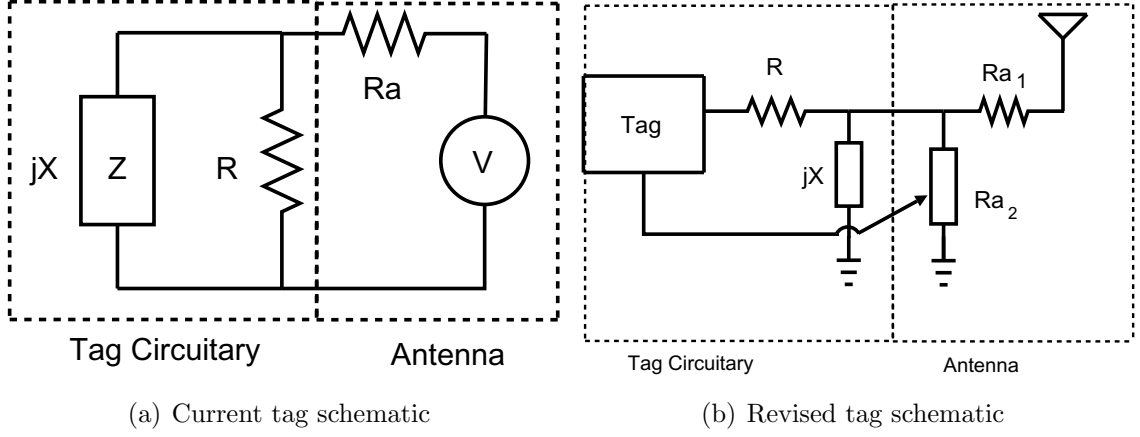 Ra
jX
Z
R
V
Tag Circuitary
Antenna
(a) Current tag schematic
R
Ra 1
Tag
jX
Ra 2
Tag Circuitary
Antenna
(b) Revised tag schematic